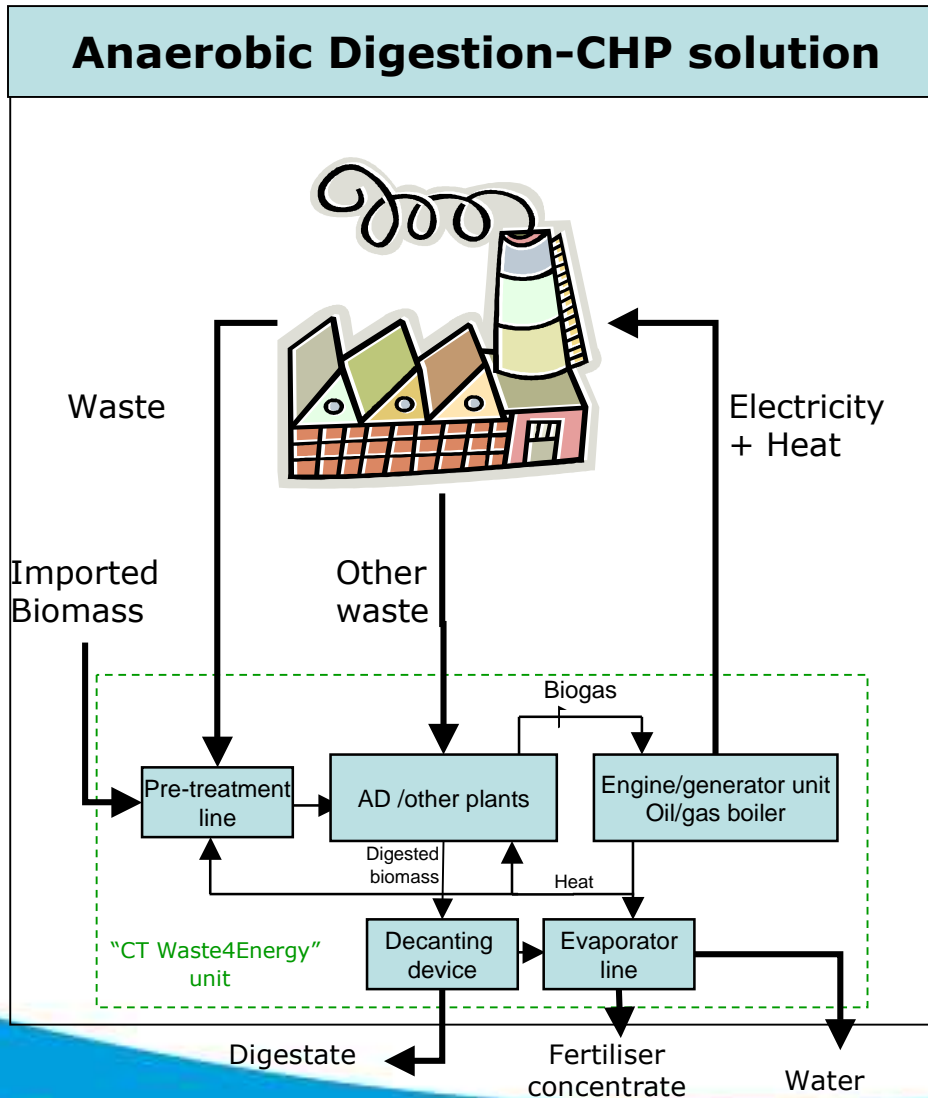 Anaerobic Digestion-CHP solution
Waste
Electricity
+ Heat
Imported
Biomass
Other
waste
Biogas
Pre-treatment
line
AD /other plants
Engine/generator unit
Oil/gas boiler
Digested
biomass
Heat
"CT Waste4Energy"
unit
Decanting
device
Evaporator
line
Digestate
Fertiliser
concentrate
Water